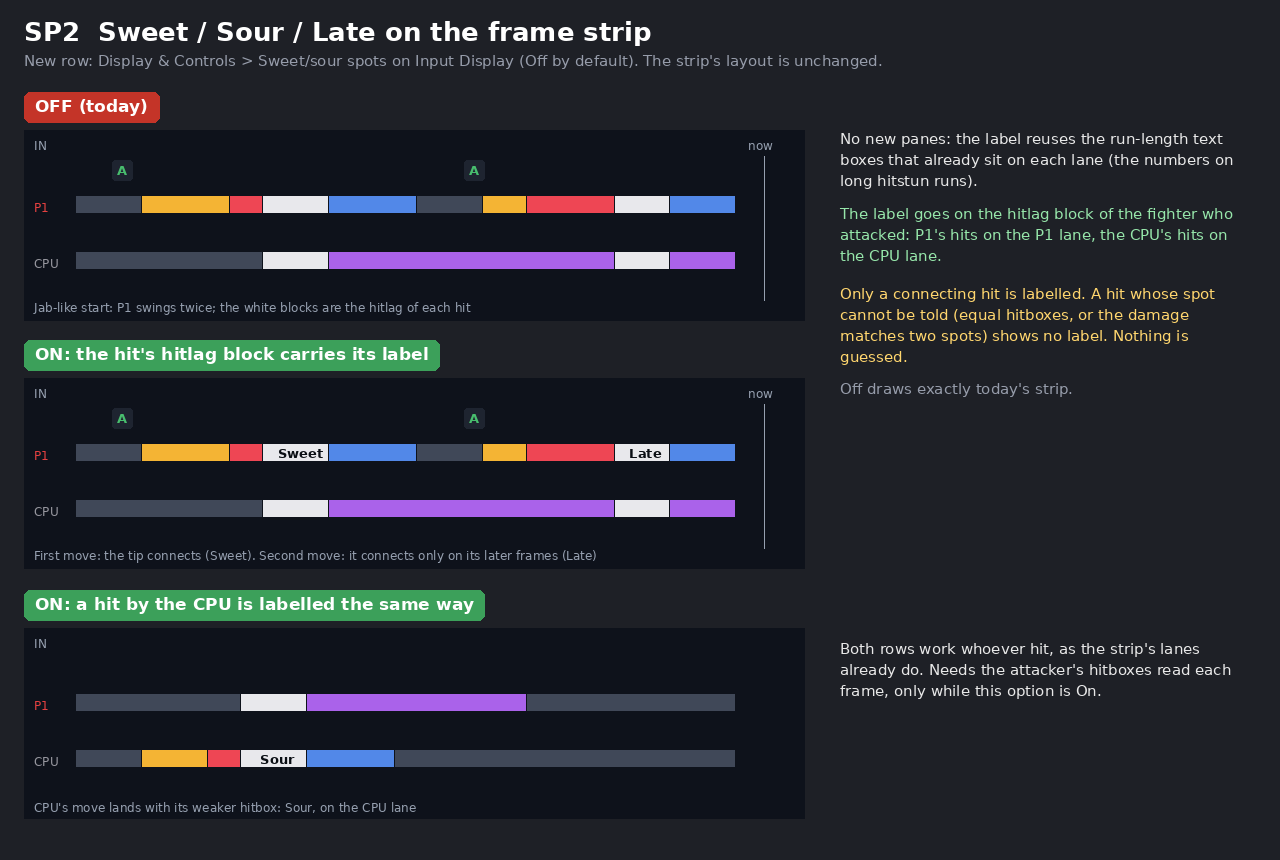 SP2  Sweet / Sour / Late on the frame strip
New row: Display & Controls > Sweet/sour spots on Input Display (Off by default). The strip's layout is unchanged.
OFF (today)
IN
now
A
A
P1
CPU
Jab-like start: P1 swings twice; the white blocks are the hitlag of each hit
No new panes: the label reuses the run-length text
boxes that already sit on each lane (the numbers on
long hitstun runs).
The label goes on the hitlag block of the fighter who
attacked: P1's hits on the P1 lane, the CPU's hits on
the CPU lane.
Only a connecting hit is labelled. A hit whose spot
cannot be told (equal hitboxes, or the damage
matches two spots) shows no label. Nothing is
guessed.
Off draws exactly today's strip.
ON: the hit's hitlag block carries its label
IN
now
A
A
P1
Sweet
Late
CPU
First move: the tip connects (Sweet). Second move: it connects only on its later frames (Late)
ON: a hit by the CPU is labelled the same way
IN
P1
CPU
Sour
CPU's move lands with its weaker hitbox: Sour, on the CPU lane
Both rows work whoever hit, as the strip's lanes
already do. Needs the attacker's hitboxes read each
frame, only while this option is On.